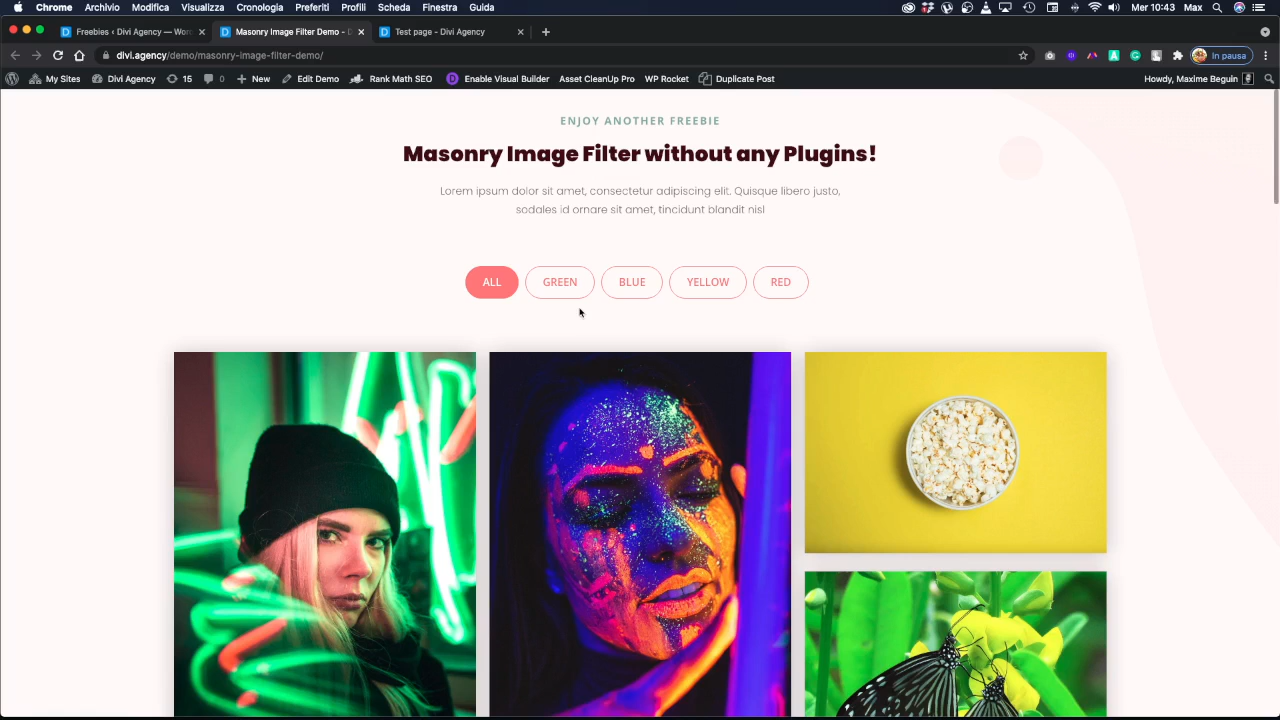 Chrome Archivio Modifica Visualizza Cronologia Preferiti Profili Scheda Finestra Guida Mer 10:43 Max
Freebies ‹ Divi Agency — Wor Masonry Image Filter Demo - D Test page - Divi Agency
divi.agency/demo/masonry-image-filter-demo/ In pausa
My Sites Divi Agency 15 0 New Edit Demo Rank Math SEO Enable Visual Builder Asset CleanUp Pro WP Rocket Duplicate Post Howdy, Maxime Beguin
ENJOY ANOTHER FREEBIE
Masonry Image Filter without any Plugins!
Lorem ipsum dolor sit amet, consectetur adipiscing elit. Quisque libero justo,
sodales id ornare sit amet, tincidunt blandit nisl
ALL GREEN BLUE YELLOW RED